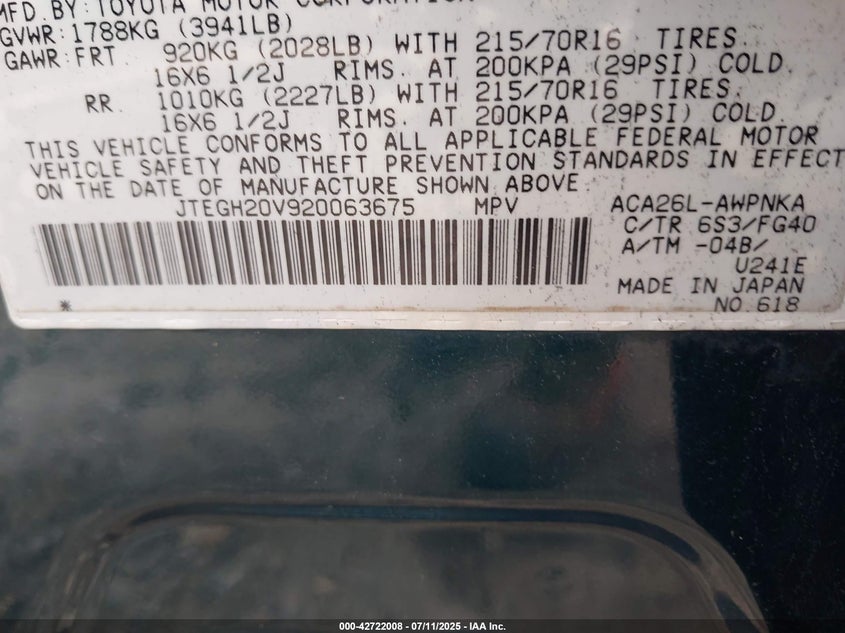 MFD. BY: TOYOTA MOTOR CORPORATION
GVWR: 1788KG (3941LB)
GAWR: FRT 920KG (2028LB) WITH 215/70R16 TIRES.
16X6 1/2J RIMS. AT 200KPA (29PSI) COLD.
RR. 1010KG (2227LB) WITH 215/70R16 TIRES.
16X6 1/2J RIMS. AT 200KPA (29PSI) COLD.
THIS VEHICLE CONFORMS TO ALL APPLICABLE FEDERAL MOTOR
VEHICLE SAFETY AND THEFT PREVENTION STANDARDS IN EFFECT
ON THE DATE OF MANUFACTURE SHOWN ABOVE.
JTEGH20V920063675 MPV ACA26L-AWPNKA
C/TR 6S3/FG40
A/TM -04B/
U241E
MADE IN JAPAN
* NO.618
000-42722008 - 07/11/2025 - IAA Inc.